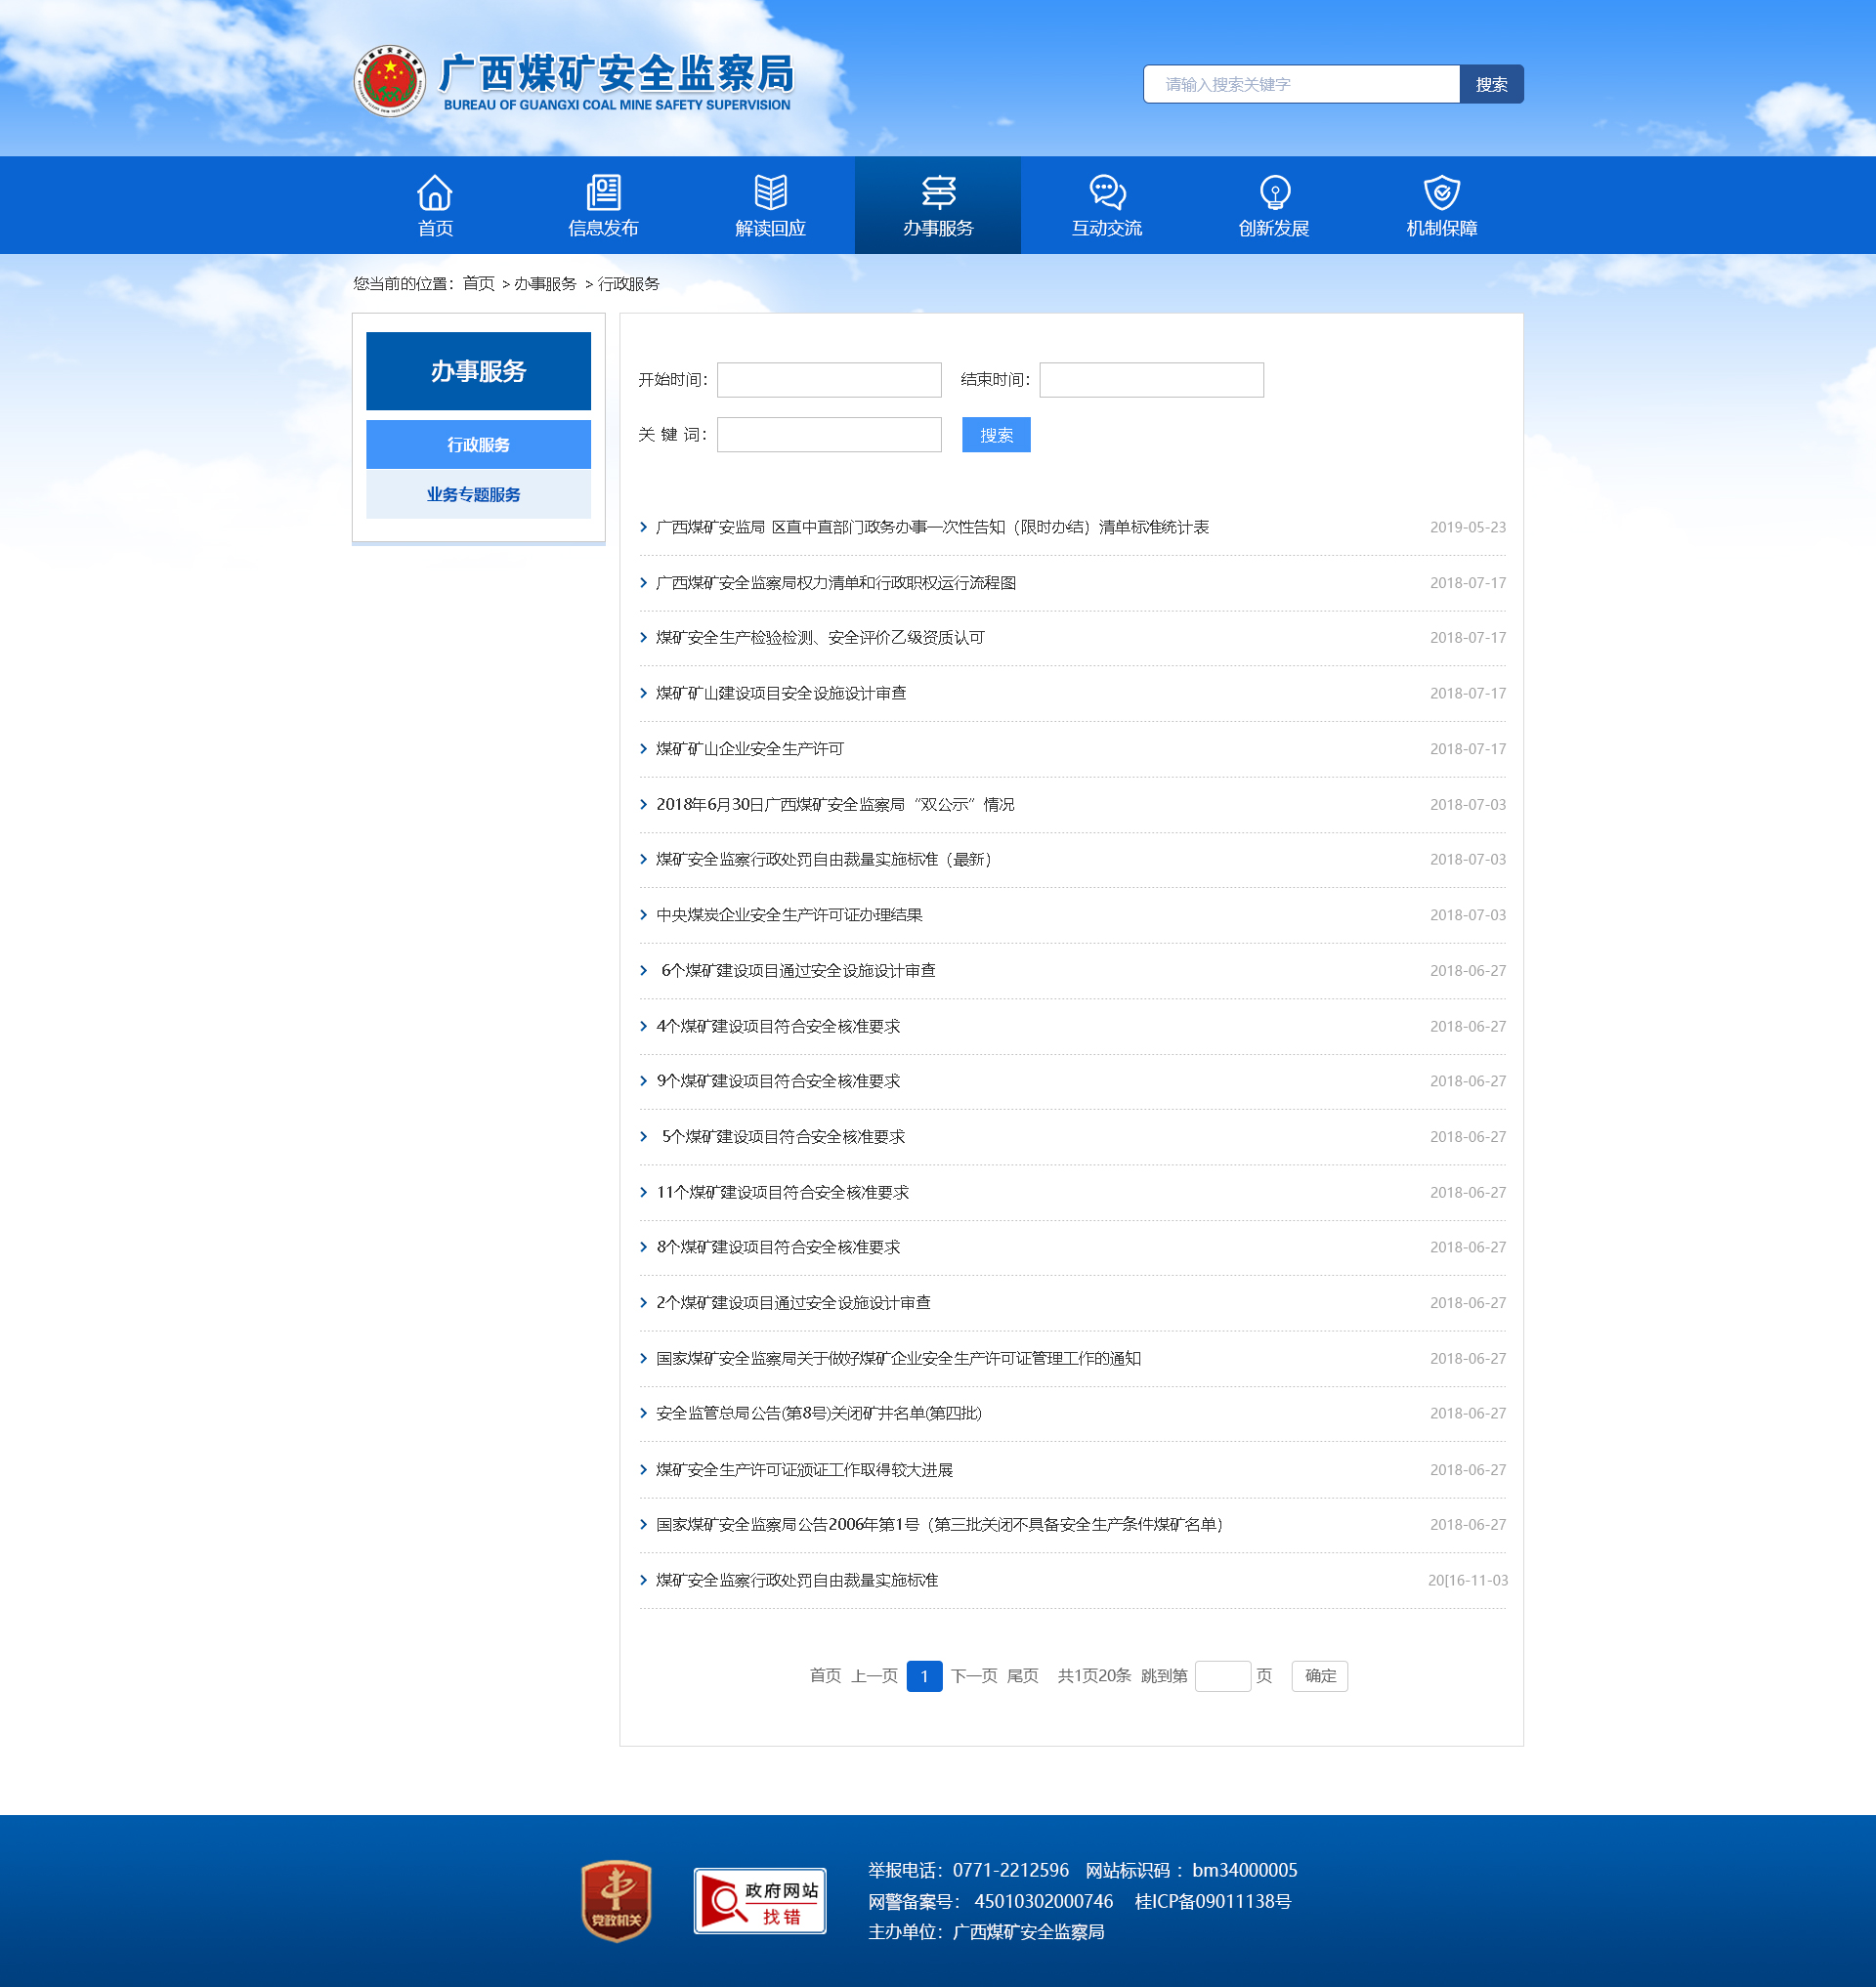 广西煤矿安全监察局
BUREAU OF GUANGXI COAL MINE SAFETY SUPERVISION
请输入搜索关键字 搜索
首页 信息发布 解读回应 办事服务 互动交流 创新发展 机制保障
您当前的位置：首页 > 办事服务 > 行政服务
办事服务
行政服务
业务专题服务
开始时间： 结束时间：
关 键 词： 搜索
广西煤矿安监局 区直中直部门政务办事一次性告知（限时办结）清单标准统计表 2019-05-23
广西煤矿安全监察局权力清单和行政职权运行流程图 2018-07-17
煤矿安全生产检验检测、安全评价乙级资质认可 2018-07-17
煤矿矿山建设项目安全设施设计审查 2018-07-17
煤矿矿山企业安全生产许可 2018-07-17
2018年6月30日广西煤矿安全监察局“双公示”情况 2018-07-03
煤矿安全监察行政处罚自由裁量实施标准（最新） 2018-07-03
中央煤炭企业安全生产许可证办理结果 2018-07-03
6个煤矿建设项目通过安全设施设计审查 2018-06-27
4个煤矿建设项目符合安全核准要求 2018-06-27
9个煤矿建设项目符合安全核准要求 2018-06-27
5个煤矿建设项目符合安全核准要求 2018-06-27
11个煤矿建设项目符合安全核准要求 2018-06-27
8个煤矿建设项目符合安全核准要求 2018-06-27
2个煤矿建设项目通过安全设施设计审查 2018-06-27
国家煤矿安全监察局关于做好煤矿企业安全生产许可证管理工作的通知 2018-06-27
安全监管总局公告(第8号)关闭矿井名单(第四批) 2018-06-27
煤矿安全生产许可证颁证工作取得较大进展 2018-06-27
国家煤矿安全监察局公告2006年第1号（第三批关闭不具备安全生产条件煤矿名单） 2018-06-27
煤矿安全监察行政处罚自由裁量实施标准 20[16-11-03
首页 上一页 1 下一页 尾页 共1页20条 跳到第 页 确定
党政机关
政府网站
找错
举报电话：0771-2212596 网站标识码 ：bm34000005
网警备案号： 45010302000746 桂ICP备09011138号
主办单位：广西煤矿安全监察局